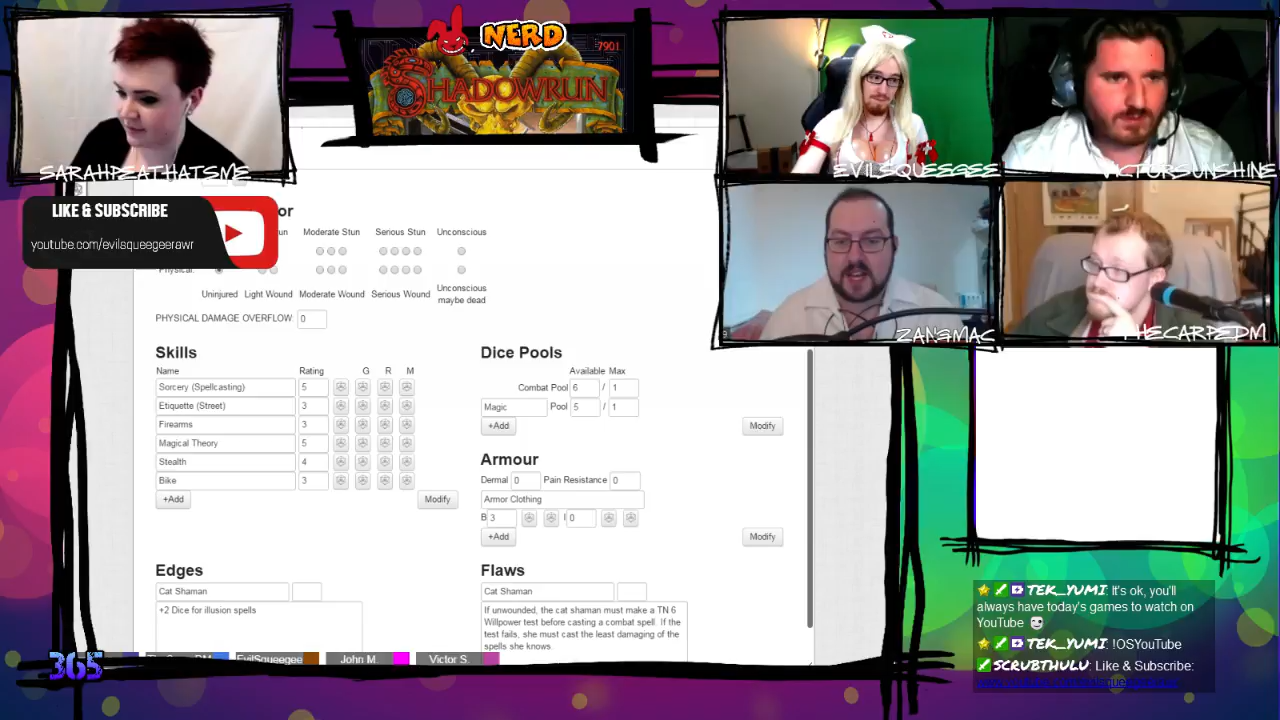 NERD
7901
SHADOWRUN
SARAHPEATHATSME
EVILSQUEEGEE
VICTORSUNSHINE
ZANGMAC
THECARPEDM
LIKE & SUBSCRIBE
youtube.com/evilsqueegeerawr
Moderate Stun Serious Stun Unconscious
Physical:
Uninjured Light Wound Moderate Wound Serious Wound Unconscious
maybe dead
PHYSICAL DAMAGE OVERFLOW: 0
Skills
Name Rating G R M
Sorcery (Spellcasting) 5
Etiquette (Street) 3
Firearms 3
Magical Theory 5
Stealth 4
Bike 3
+Add Modify
Dice Pools
Available Max
Combat Pool 6 / 1
Magic Pool 5 / 1
+Add Modify
Armour
Dermal 0 Pain Resistance 0
Armor Clothing
B 3 I 0
+Add Modify
Edges
Cat Shaman
+2 Dice for illusion spells
Flaws
Cat Shaman
If unwounded, the cat shaman must make a TN 6
Willpower test before casting a combat spell. If the
test fails, she must cast the least damaging of the
spells she knows.
365
EvilSqueegee John M. Victor S.
TEK_YUMI: It's ok, you'll
always have today's games to watch on
YouTube
TEK_YUMI: !OSYouTube
SCRUBTHULU: Like & Subscribe: